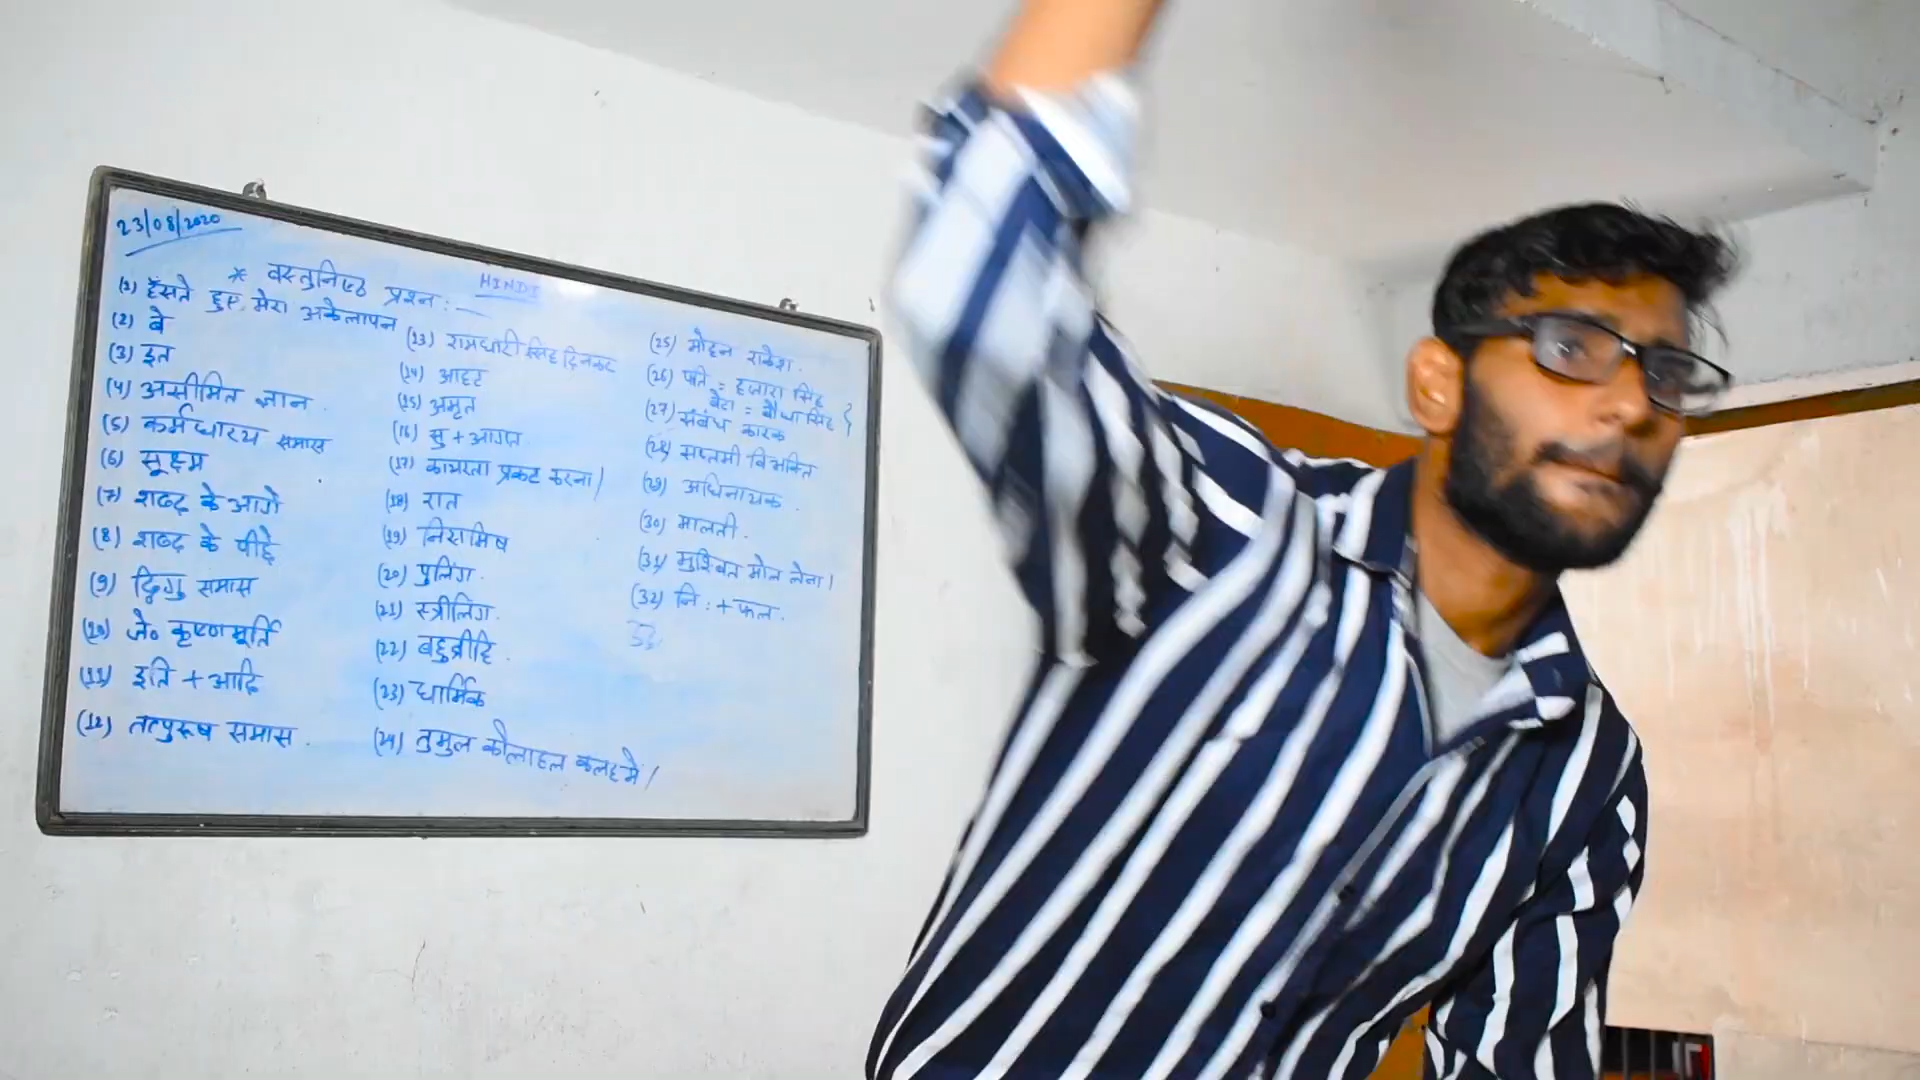 23/08/2020
HINDI
* वस्तुनिष्ठ प्रश्न :—
(1) हँसते हुए मेरा अकेलापन
(2) बे
(3) इत
(4) असीमित ज्ञान
(5) कर्मधारय समास
(6) सूक्ष्म
(7) शब्द के आगे
(8) शब्द के पीछे
(9) द्विगु समास
(10) जे० कृष्णमूर्ति
(11) इति + आदि
(12) तत्पुरूष समास .
(13) रामधारी सिंह दिनकर
(14) आहट
(15) अमृत
(16) सु + आगत .
(17) कायरता प्रकट करना।
(18) रात
(19) निरामिष
(20) पुलिंग .
(21) स्त्रीलिंग .
(22) बहुव्रीहि .
(23) धार्मिक
(24) तुमुल कोलाहल कलह में।
(25) मोहन राकेश .
(26) पति = हजारा सिंह
बेटा = बौधा सिंह }
(27) संबंध कारक
(28) सप्तमी विभक्ति
(29) अधिनायक .
(30) मालती .
(31) मुश्किल मोल लेना।
(32) नि : + फल .
33